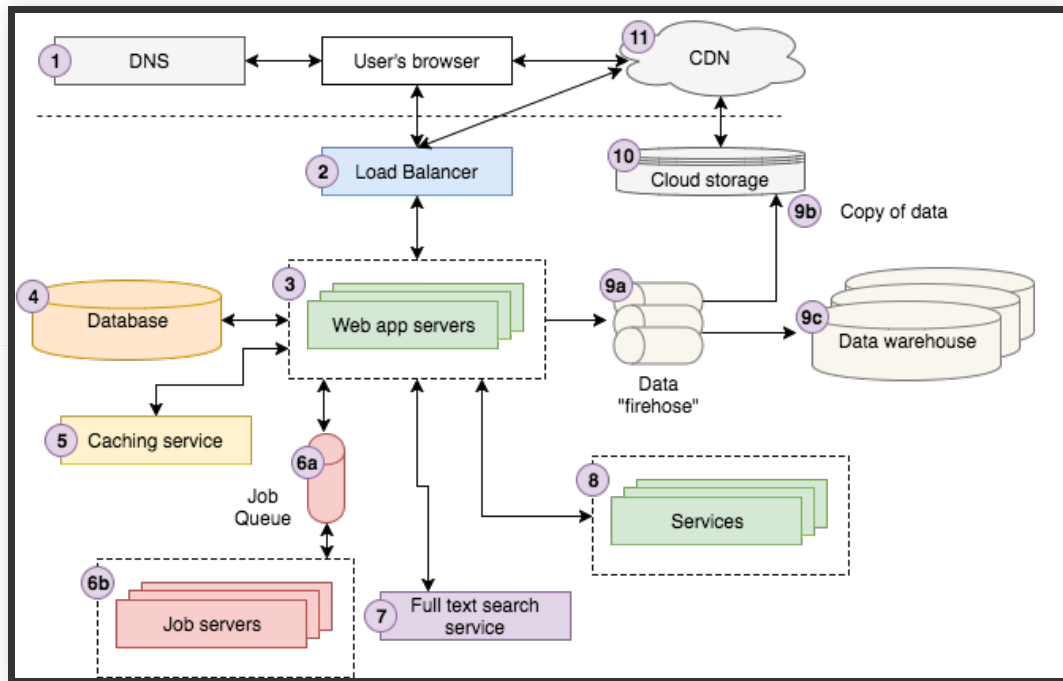 1
DNS
User's browser
11
CDN
2
Load Balancer
10
Cloud storage
9b
Copy of data
3
Web app servers
4
Database
9a
Data
"firehose"
9c
Data warehouse
5
Caching service
6a
Job
Queue
8
Services
6b
Job servers
7
Full text search
service